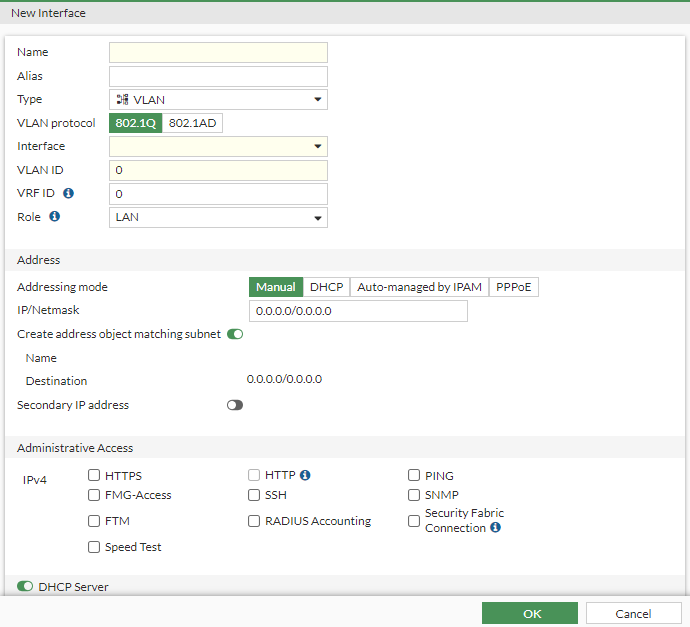 New Interface
Name
Alias
Type VLAN
VLAN protocol 802.1Q 802.1AD
Interface
VLAN ID 0
VRF ID 0
Role LAN
Address
Addressing mode Manual DHCP Auto-managed by IPAM PPPoE
IP/Netmask 0.0.0.0/0.0.0.0
Create address object matching subnet
Name
Destination 0.0.0.0/0.0.0.0
Secondary IP address
Administrative Access
IPv4 HTTPS HTTP PING
FMG-Access SSH SNMP
FTM RADIUS Accounting Security Fabric
Connection
Speed Test
DHCP Server
OK Cancel